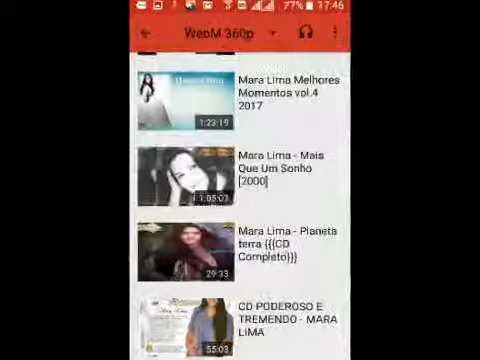 77% 17:46
WebM 360p
Mara Lima Melhores
Momentos vol.4
2017
1:23:19
Mara Lima - Mais
Que Um Sonho
[2000]
1:05:07
Mara Lima - Planeta
terra {{{CD
Completo}}}
29:33
CD PODEROSO E
TREMENDO - MARA
LIMA
55:03